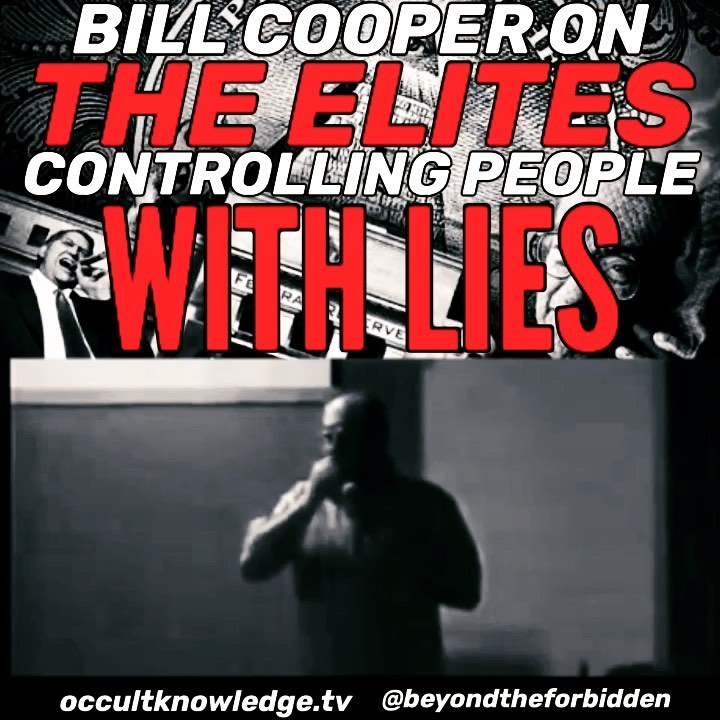 BILL COOPER ON
THE ELITES
CONTROLLING PEOPLE
WITH LIES
occultknowledge.tv @beyondtheforbidden